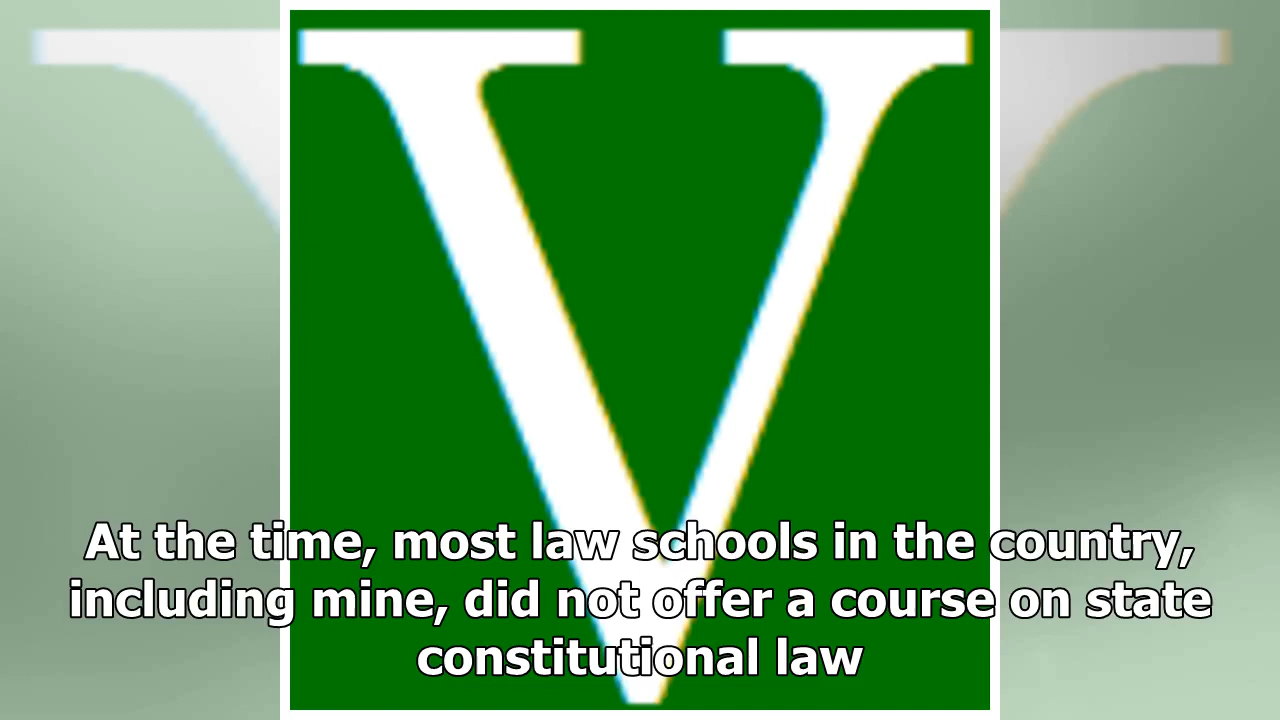 V
At the time, most law schools in the country,
including mine, did not offer a course on state
constitutional law